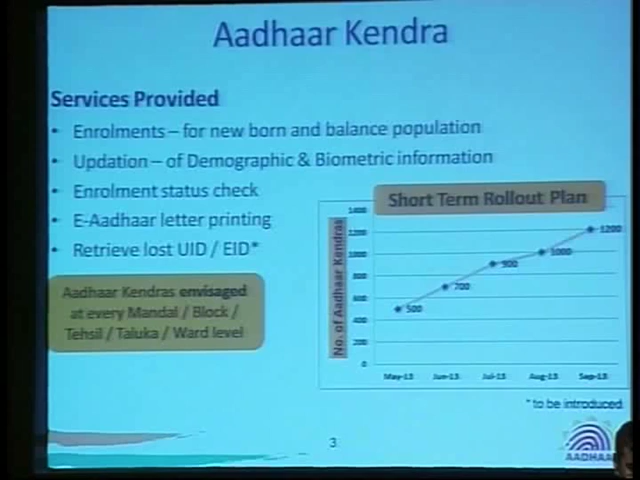 Aadhaar Kendra
Services Provided
• Enrolments – for new born and balance population
• Updation – of Demographic & Biometric information
• Enrolment status check
• E-Aadhaar letter printing
• Retrieve lost UID / EID*
Aadhaar Kendras envisaged
at every Mandal / Block /
Tehsil / Taluka / Ward level
Short Term Rollout Plan
No. of Aadhaar Kendras
1400
1200
1000
800
600
400
200
0
500
700
900
1000
1200
May-13 Jun-13 Jul-13 Aug-13 Sep-13
* to be introduced
3
AADHAA